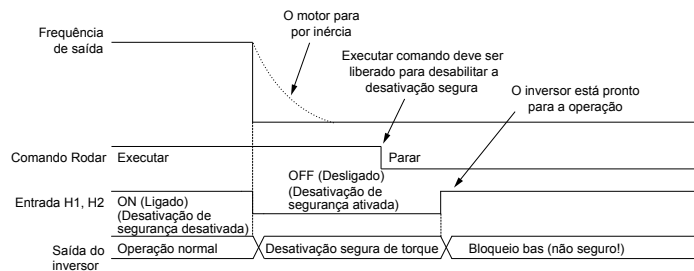 O motor para
por inércia
Frequência
de saída
Executar comando deve ser
liberado para desabilitar a
desativação segura
O inversor está pronto
para a operação
Comando Rodar
Executar
Parar
OFF (Desligado)
(Desativação de
segurança ativada)
Entrada H1, H2
ON (Ligado)
(Desativação de
segurança desativada)
Saída do
inversor
Operação normal
Desativação segura de torque
Bloqueio bas (não seguro!)